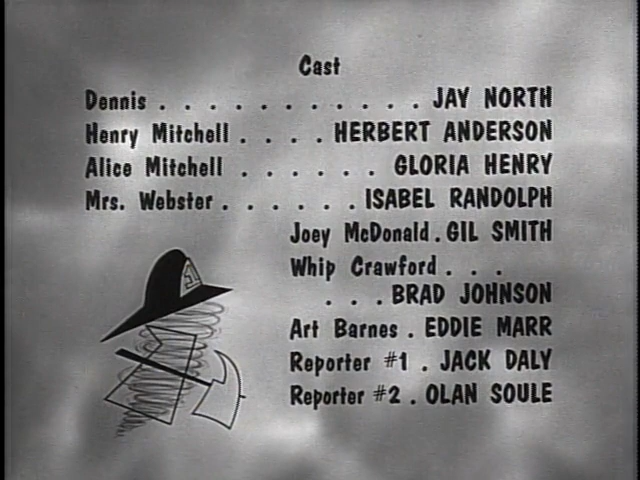 Cast
Dennis . . . . . . . . . . . JAY NORTH
Henry Mitchell . . . . HERBERT ANDERSON
Alice Mitchell . . . . . . GLORIA HENRY
Mrs. Webster . . . . . . ISABEL RANDOLPH
Joey McDonald . GIL SMITH
Whip Crawford . . .
. . . BRAD JOHNSON
1
Art Barnes . EDDIE MARR
Reporter #1 . JACK DALY
Reporter #2 . OLAN SOULE